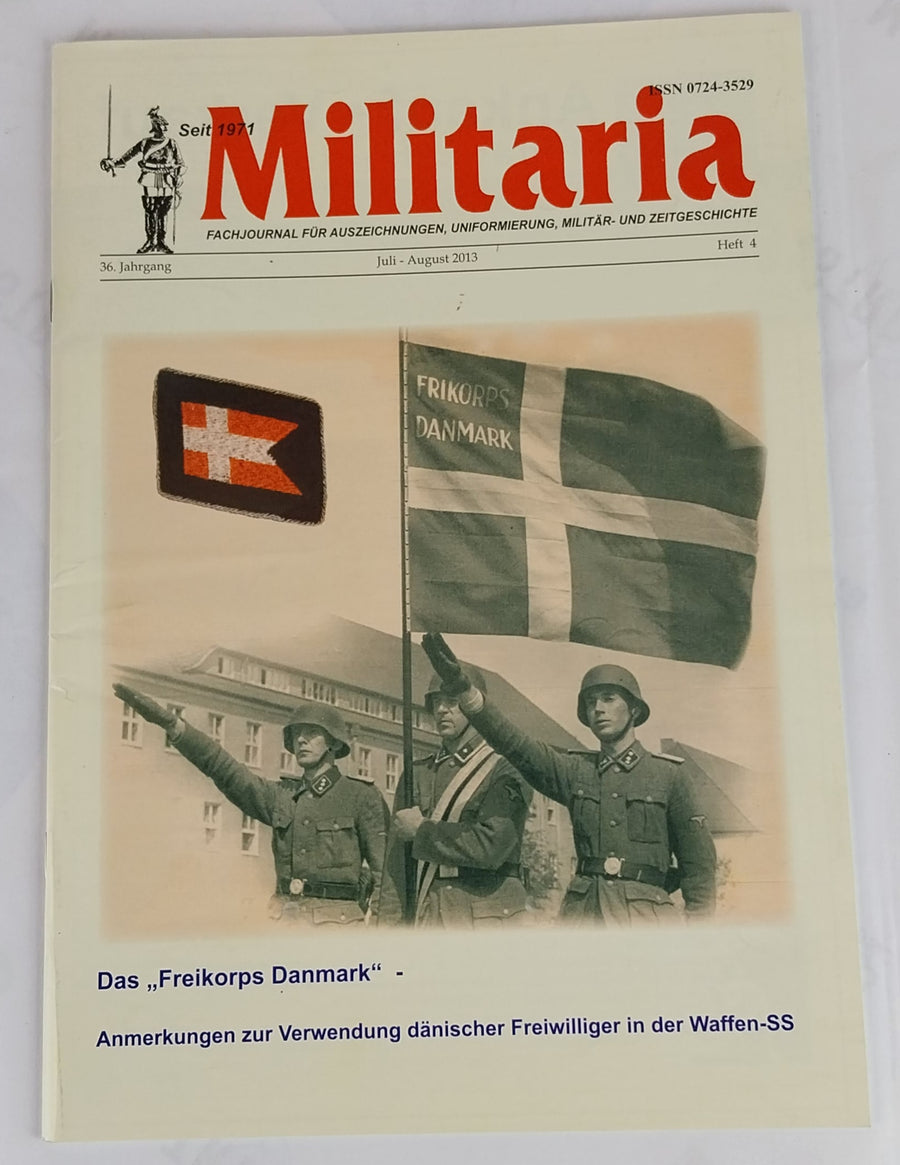 ISSN 0724-3529
Seit 1971
Militaria
FACHJOURNAL FÜR AUSZEICHNUNGEN, UNIFORMIERUNG, MILITÄR- UND ZEITGESCHICHTE
36. Jahrgang Juli - August 2013 Heft 4
FRIKORPS
DANMARK
Das „Freikorps Danmark“ -
Anmerkungen zur Verwendung dänischer Freiwilliger in der Waffen-SS